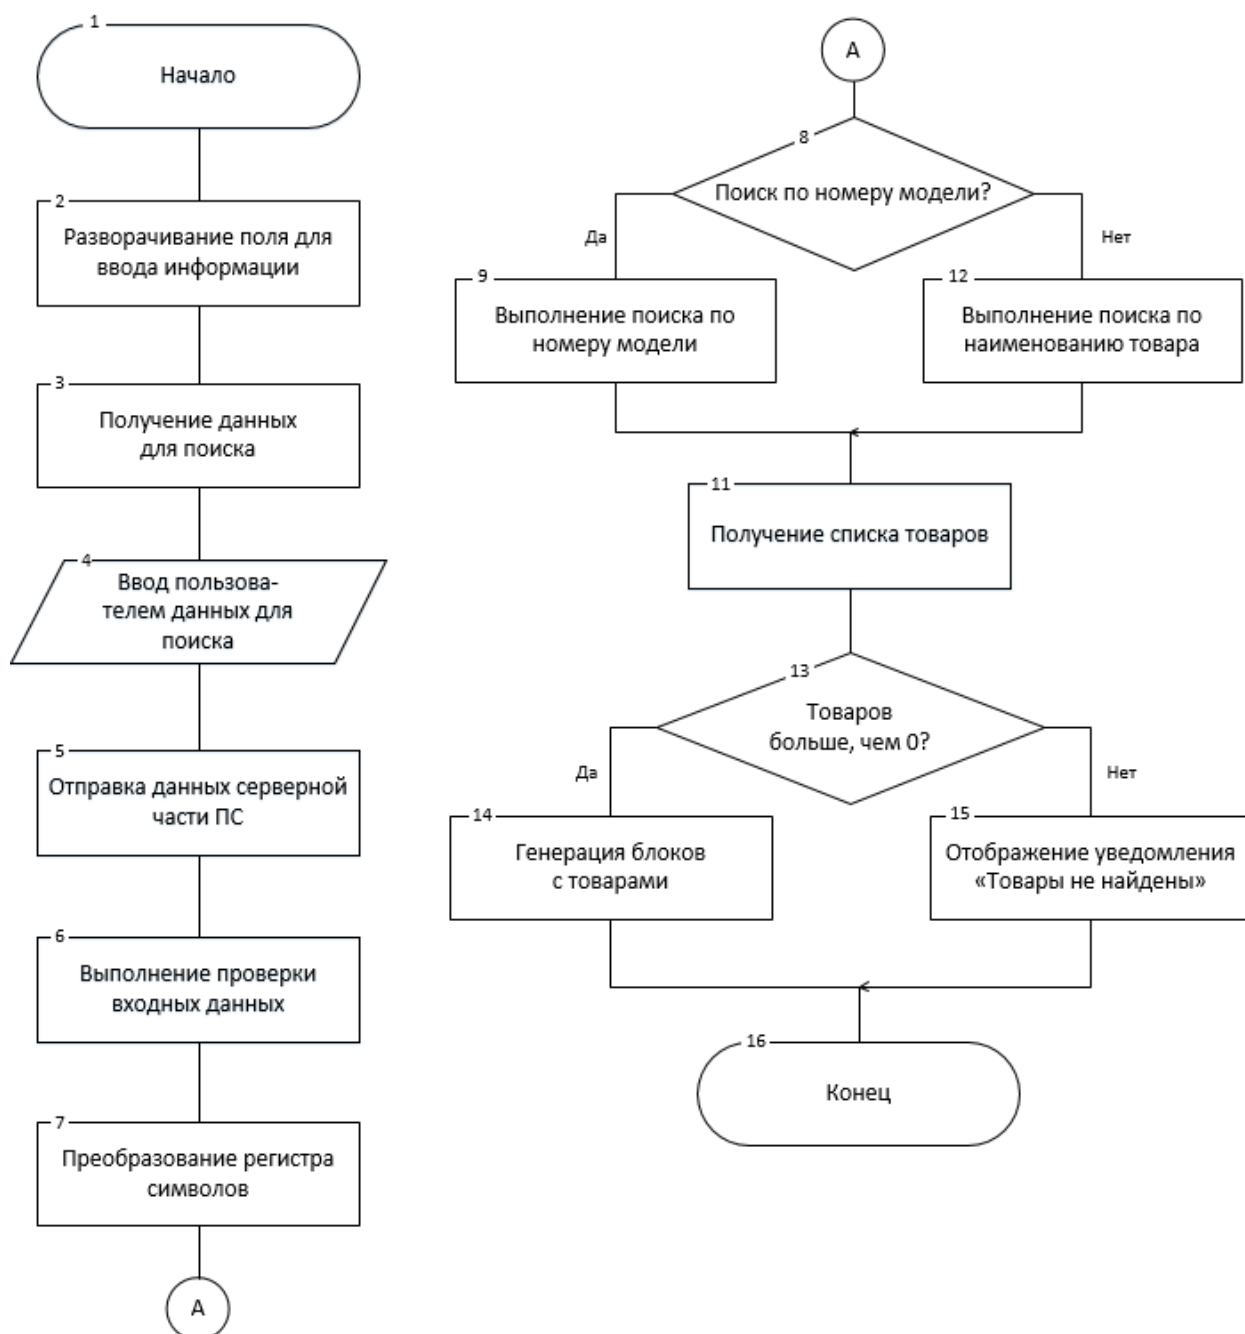 1
Начало
2
Разворачивание поля для
ввода информации
3
Получение данных
для поиска
4
Ввод пользова-
телем данных для
поиска
5
Отправка данных серверной
части ПС
6
Выполнение проверки
входных данных
7
Преобразование регистра
символов
А
А
8
Поиск по номеру модели?
Да
Нет
9
Выполнение поиска по
номеру модели
12
Выполнение поиска по
наименованию товара
11
Получение списка товаров
13
Товаров
больше, чем 0?
Да
Нет
14
Генерация блоков
с товарами
15
Отображение уведомления
«Товары не найдены»
16
Конец